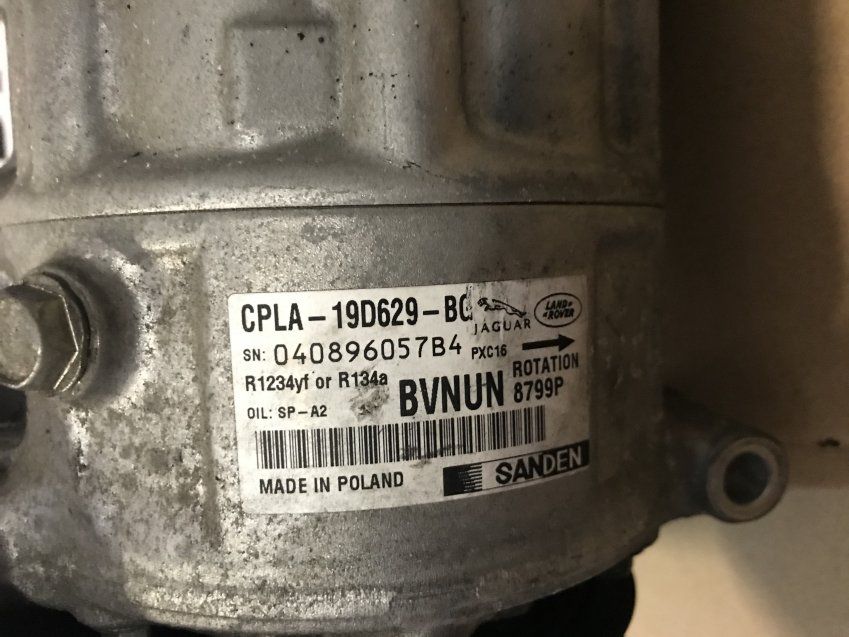 CPLA-19D629-BC
JAGUAR
LAND ROVER
SN: 040896057B4 PXC16
ROTATION
R1234yf or R134a
BVNUN 8799P
OIL: SP-A2
MADE IN POLAND
SANDEN